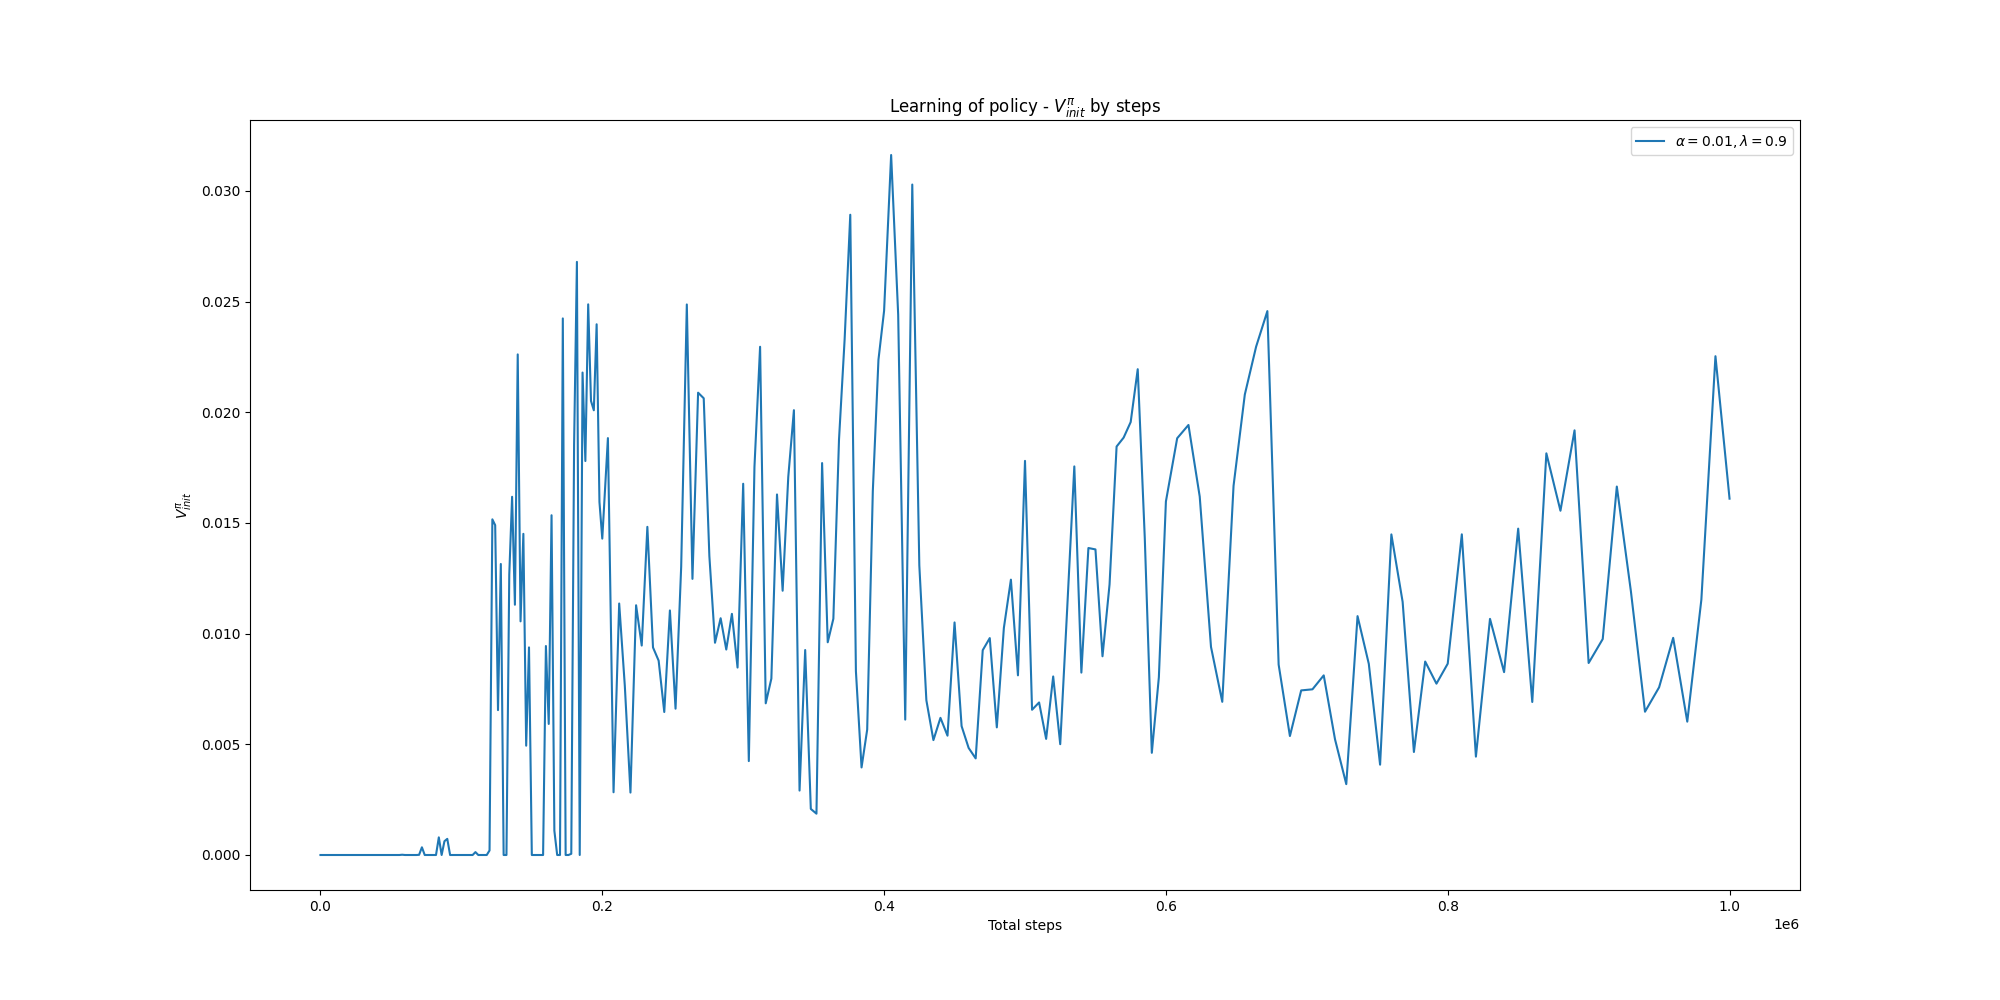 Learning of policy - $V_{init}^{\pi}$ by steps
α = 0.01, λ = 0.9
$V_{init}^{\pi}$
0.030
0.025
0.020
0.015
0.010
0.005
0.000
0.0 0.2 0.4 0.6 0.8 1.0
Total steps
1e6